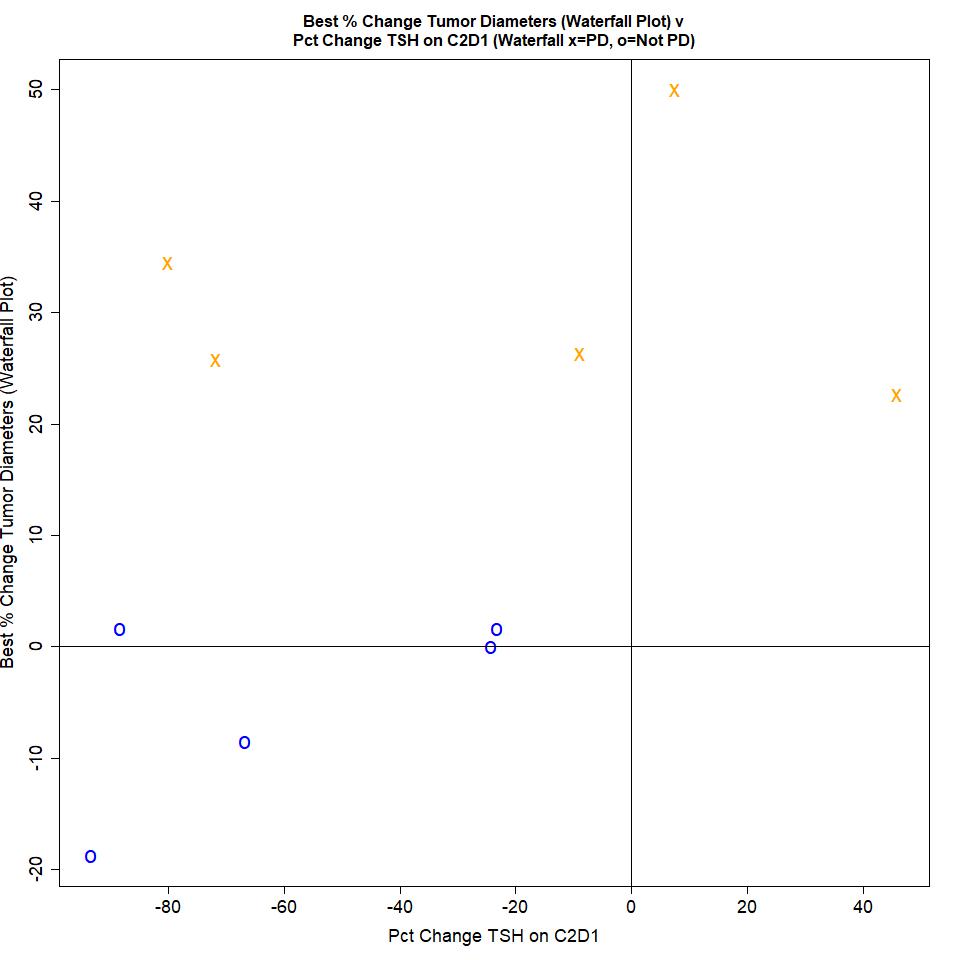 Best % Change Tumor Diameters (Waterfall Plot) v
Pct Change TSH on C2D1 (Waterfall x=PD, o=Not PD)
Best % Change Tumor Diameters (Waterfall Plot)
50
40
30
20
10
0
-10
-20
X
X
X
X
X
O
O
O
O
O
-80 -60 -40 -20 0 20 40
Pct Change TSH on C2D1